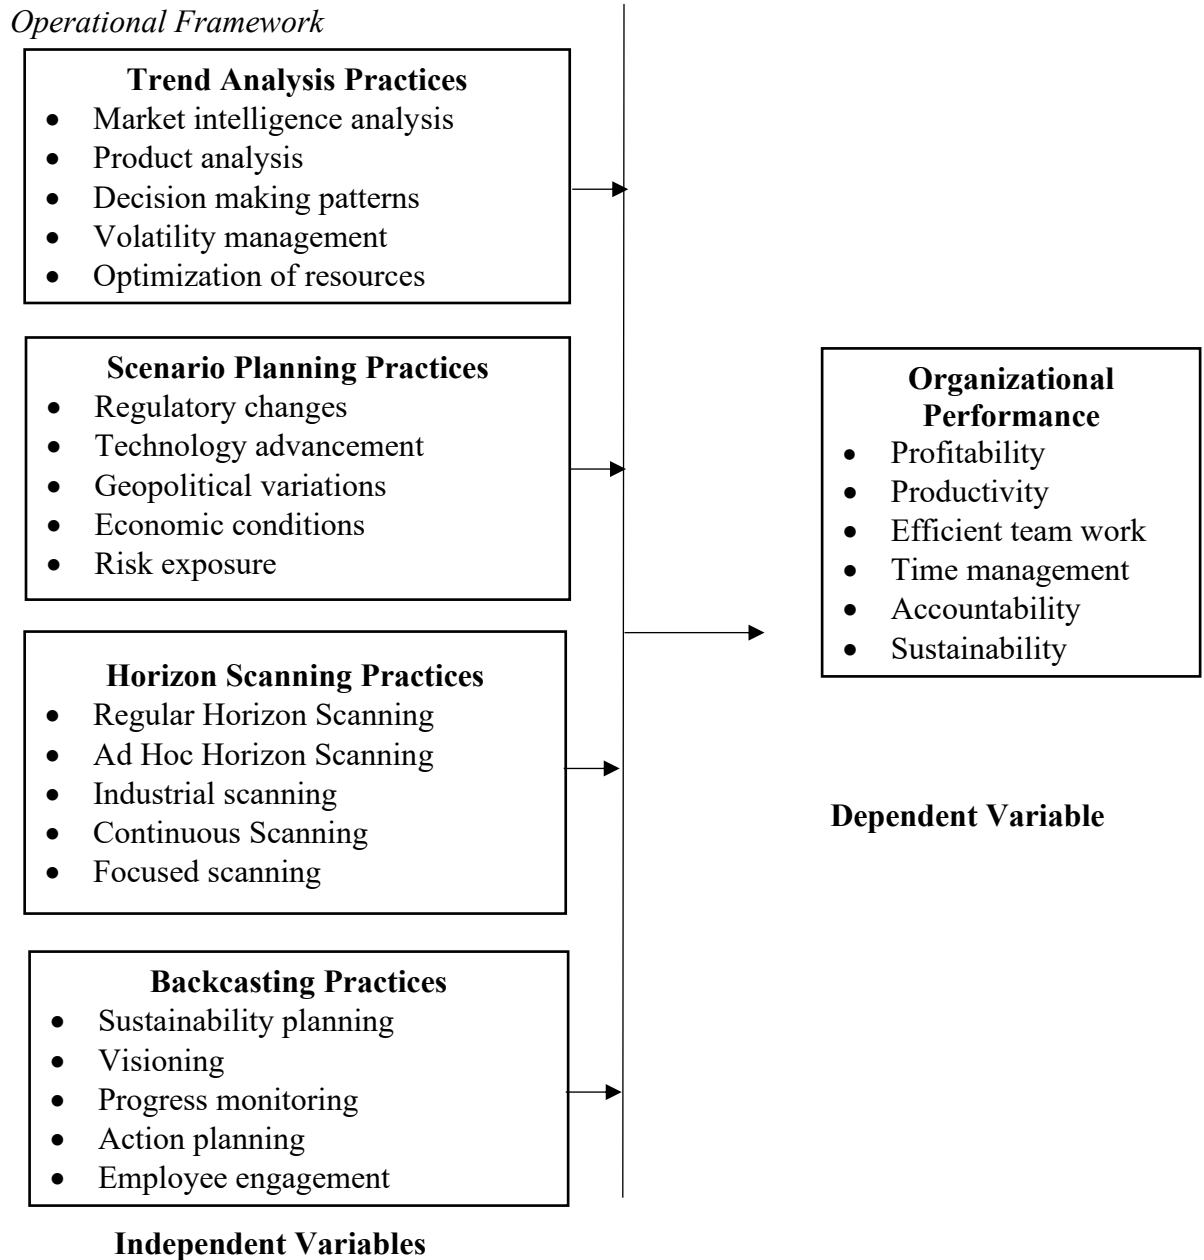 Operational Framework
Trend Analysis Practices
• Market intelligence analysis
• Product analysis
• Decision making patterns
• Volatility management
• Optimization of resources
Scenario Planning Practices
• Regulatory changes
• Technology advancement
• Geopolitical variations
• Economic conditions
• Risk exposure
Horizon Scanning Practices
• Regular Horizon Scanning
• Ad Hoc Horizon Scanning
• Industrial scanning
• Continuous Scanning
• Focused scanning
Backcasting Practices
• Sustainability planning
• Visioning
• Progress monitoring
• Action planning
• Employee engagement
Independent Variables
Organizational
Performance
• Profitability
• Productivity
• Efficient team work
• Time management
• Accountability
• Sustainability
Dependent Variable